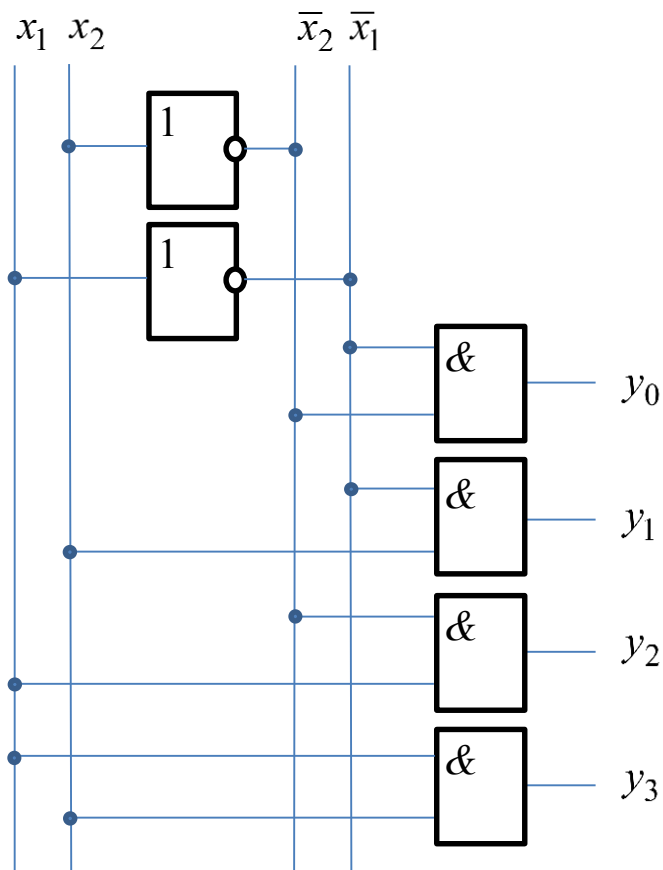 x₁ x₂ x̅₂ x̅₁
1
1
& y₀
& y₁
& y₂
& y₃